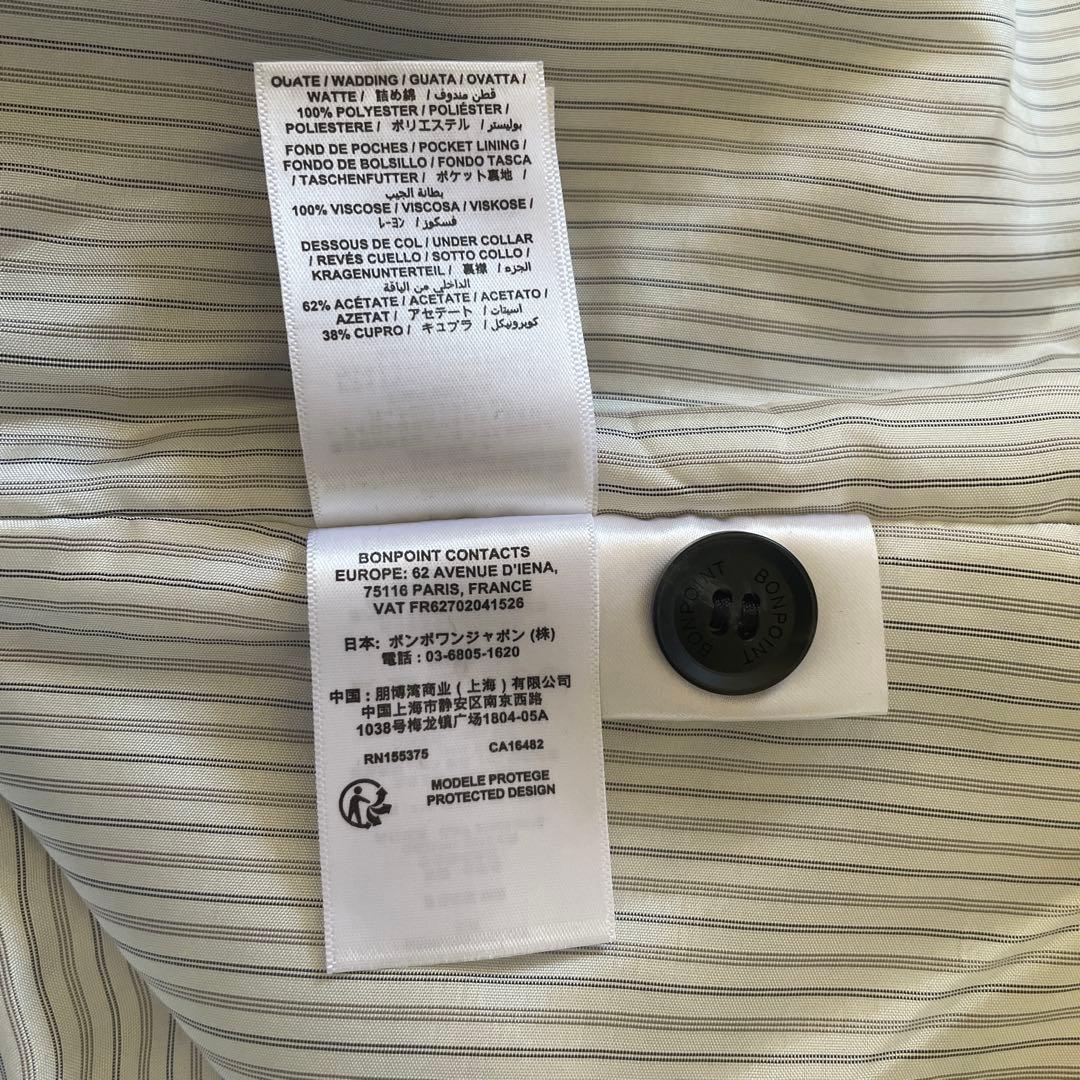 OUATE / WADDING / GUATA / OVATTA /
WATTE / 詰め綿 / قطن مندوف
100% POLYESTER / POLIÉSTER /
POLIESTERE / ポリエステル / بوليستر
FOND DE POCHES / POCKET LINING /
FONDO DE BOLSILLO / FONDO TASCA
/ TASCHENFUTTER / ポケット裏地 /
بطانة الجيب
100% VISCOSE / VISCOSA / VISKOSE /
レーヨン / فسكوز
DESSOUS DE COL / UNDER COLLAR
/ REVÉS CUELLO / SOTTO COLLO /
KRAGENUNTERTEIL / 裏襟 / الجزء
الداخلي من الياقة
62% ACÉTATE / ACETATE / ACETATO /
AZETAT / アセテート / اسيتات
38% CUPRO / キュプラ / كوبرونيكل
BONPOINT CONTACTS
EUROPE: 62 AVENUE D'IENA,
75116 PARIS, FRANCE
VAT FR62702041526
日本: ボンポワンジャポン (株)
電話 : 03-6805-1620
中国 : 朋博湾商业 ( 上海 ) 有限公司
中国上海市静安区南京西路
1038号梅龙镇广场1804-05A
RN155375 CA16482
MODELE PROTEGE
PROTECTED DESIGN
BONPOINT
BONPOINT